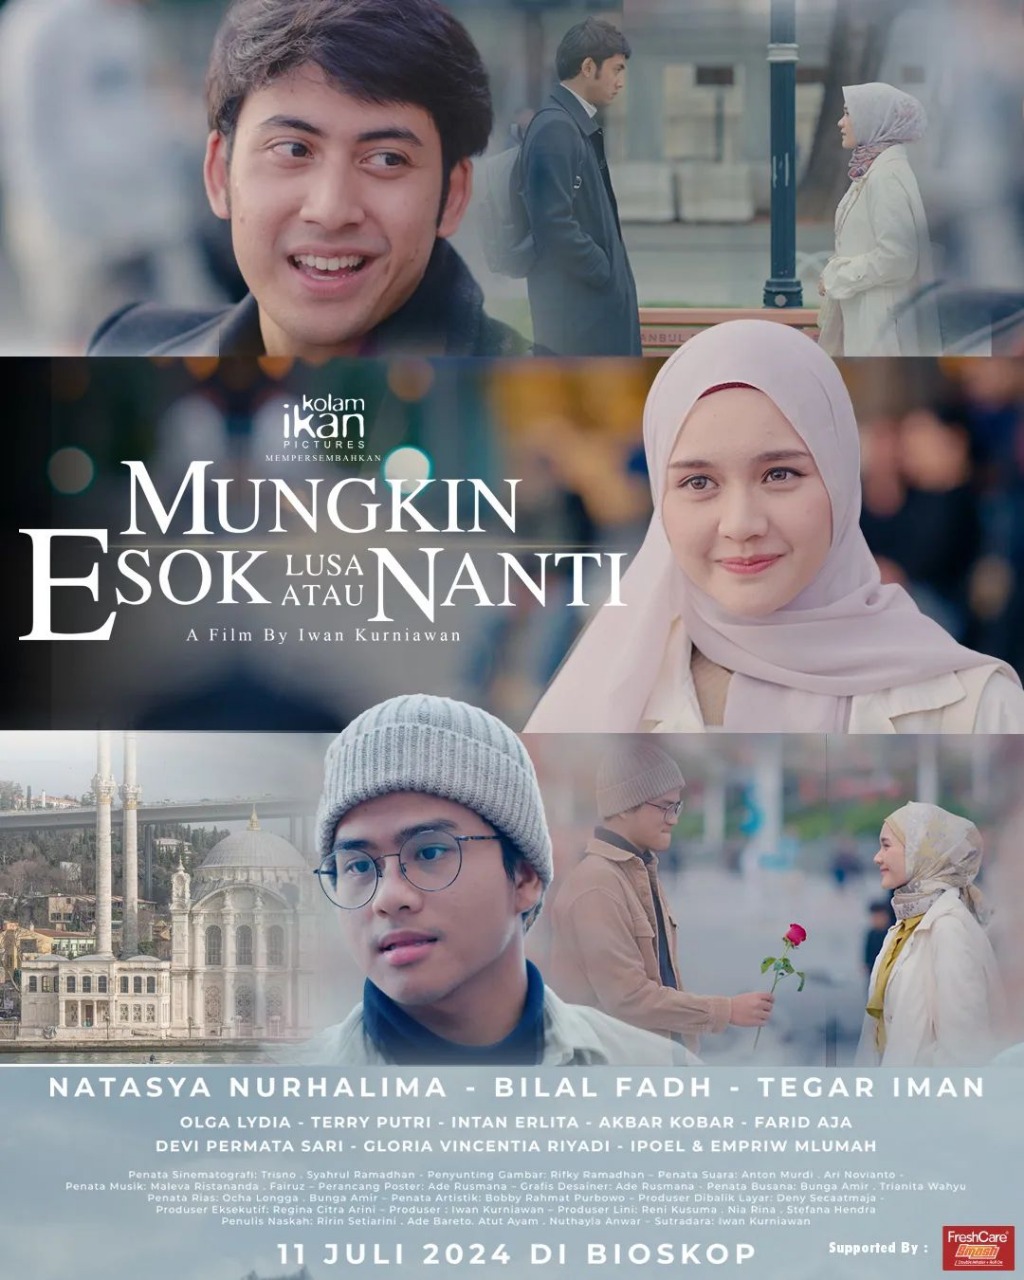 ANBUL
kolam
ikan
PICTURES
MEMPERSEMBAHKAN
MUNGKIN
ESOK LUSA ATAU NANTI
A Film By Iwan Kurniawan
NATASYA NURHALIMA - BILAL FADH - TEGAR IMAN
OLGA LYDIA - TERRY PUTRI - INTAN ERLITA - AKBAR KOBAR - FARID AJA
DEVI PERMATA SARI - GLORIA VINCENTIA RIYADI - IPOEL & EMPRIW MLUMAH
Penata Sinematografi: Trisno . Syahrul Ramadhan - Penyunting Gambar: Rifky Ramadhan – Penata Suara: Anton Murdi . Ari Novianto -
Penata Musik: Maleva Ristananda . Fairuz – Perancang Poster: Ade Rusmana – Grafis Desainer: Ade Rusmana - Penata Busana: Bunga Amir . Trianita Wahyu
Penata Rias: Ocha Longga . Bunga Amir – Penata Artistik: Bobby Rahmat Purbowo – Produser Dibalik Layar: Deny Secaatmaja -
Produser Eksekutif: Regina Citra Arini – Produser : Iwan Kurniawan – Produser Lini: Reni Kusuma . Nia Rina . Stefana Hendra
Penulis Naskah: Ririn Setiarini . Ade Bareto. Atut Ayam . Nuthayla Anwar – Sutradara: Iwan Kurniawan
11 JULI 2024 DI BIOSKOP
Supported By :
FreshCare